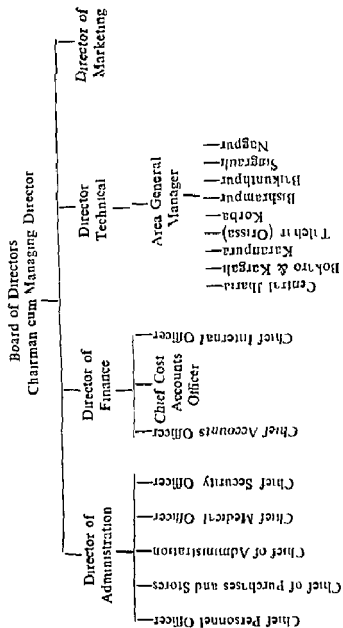 Board of Directors
Chairman cum Managing Director
Director of
Administration
Director of
Finance
Director
Technical
Director of
Marketing
Chief Personnel Officer
Chief of Purchases and Stores
Chief of Administration
Chief Medical Officer
Chief Security Officer
Chief Accounts Officer
Chief Cost
Accounts
Officer
Chief Internal Officer
Area General
Manager
Central Jharia
Bokaro & Kargali
Karanpura
Talchir (Orissa)
Korba
Bishrampur
Baikunthpur
Singrauli
Nagpur